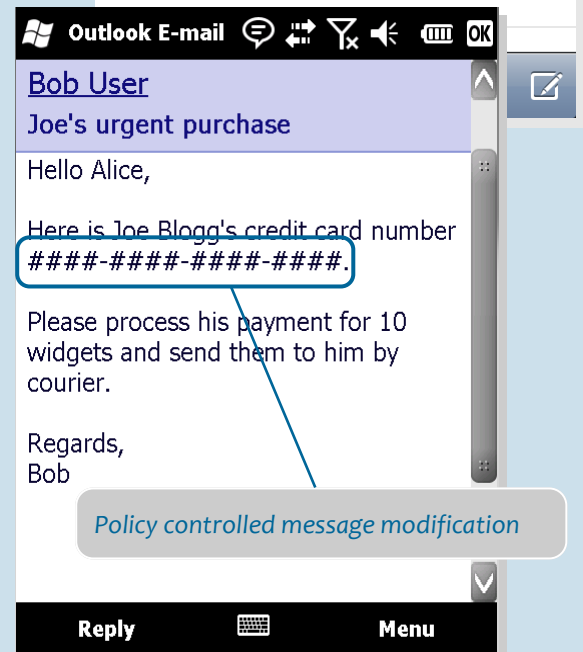 Outlook E-mail OK
Bob User
Joe's urgent purchase
Hello Alice,
Here is Joe Blogg's credit card number
####-####-####-####.
Please process his payment for 10
widgets and send them to him by
courier.
Regards,
Bob
Policy controlled message modification
Reply Menu